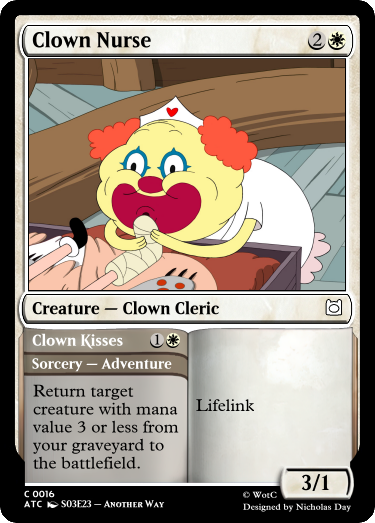 Clown Nurse 2
Creature — Clown Cleric
Clown Kisses 1
Sorcery — Adventure
Return target
creature with mana
value 3 or less from
your graveyard to
the battlefield.
Lifelink
3/1
C 0016
ATC S03E23 — Another Way
© WotC
Designed by Nicholas Day